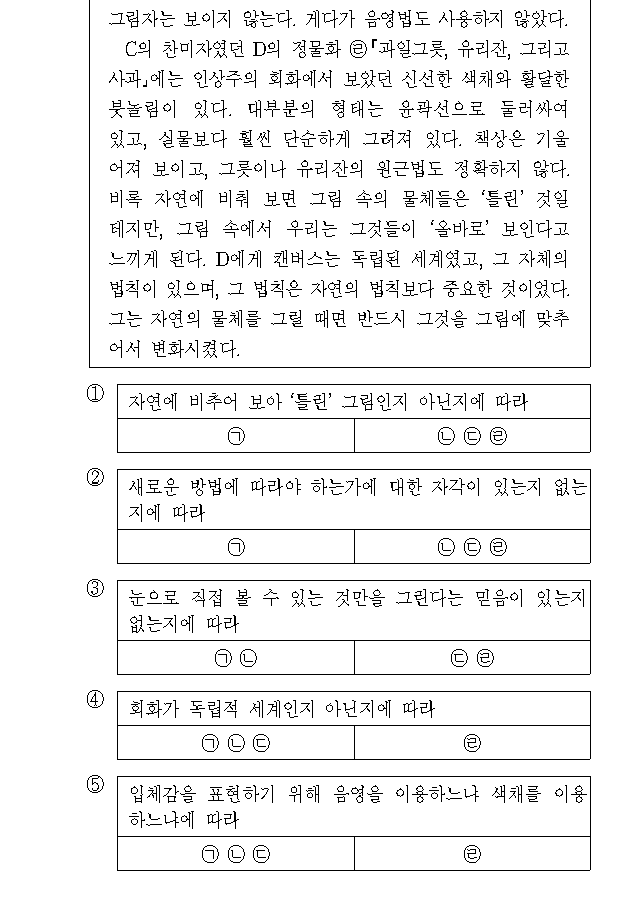 그림자는 보이지 않는다. 게다가 음영법도 사용하지 않았다.
C의 찬미자였던 D의 정물화 ㉣『과일그릇, 유리잔, 그리고
사과』에는 인상주의 회화에서 보았던 신선한 색채와 활달한
붓놀림이 있다. 대부분의 형태는 윤곽선으로 둘러싸여
있고, 실물보다 훨씬 단순하게 그려져 있다. 책상은 기울
어져 보이고, 그릇이나 유리잔의 원근법도 정확하지 않다.
비록 자연에 비춰 보면 그림 속의 물체들은 ‘틀린’ 것일
테지만, 그림 속에서 우리는 그것들이 ‘올바로’ 보인다고
느끼게 된다. D에게 캔버스는 독립된 세계였고, 그 자체의
법칙이 있으며, 그 법칙은 자연의 법칙보다 중요한 것이었다.
그는 자연의 물체를 그릴 때면 반드시 그것을 그림에 맞추
어서 변화시켰다.
① 자연에 비추어 보아 ‘틀린’ 그림인지 아닌지에 따라
㉠ ㉡ ㉢ ㉣
② 새로운 방법에 따라야 하는가에 대한 자각이 있는지 없는
지에 따라
㉠ ㉡ ㉢ ㉣
③ 눈으로 직접 볼 수 있는 것만을 그린다는 믿음이 있는지
없는지에 따라
㉠ ㉡ ㉢ ㉣
④ 회화가 독립적 세계인지 아닌지에 따라
㉠ ㉡ ㉢ ㉣
⑤ 입체감을 표현하기 위해 음영을 이용하느냐 색채를 이용
하느냐에 따라
㉠ ㉡ ㉢ ㉣